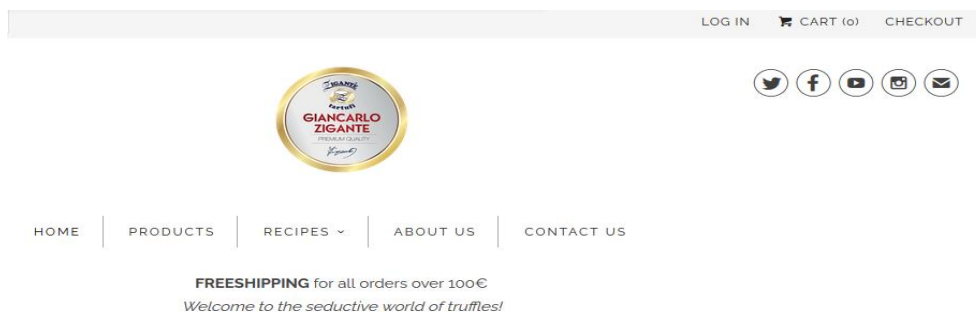 LOG IN CART (0) CHECKOUT
ZIGANTE
tartufi
GIANCARLO
ZIGANTE
PREMIUM QUALITY
HOME PRODUCTS RECIPES ABOUT US CONTACT US
FREESHIPPING for all orders over 100€
Welcome to the seductive world of truffles!